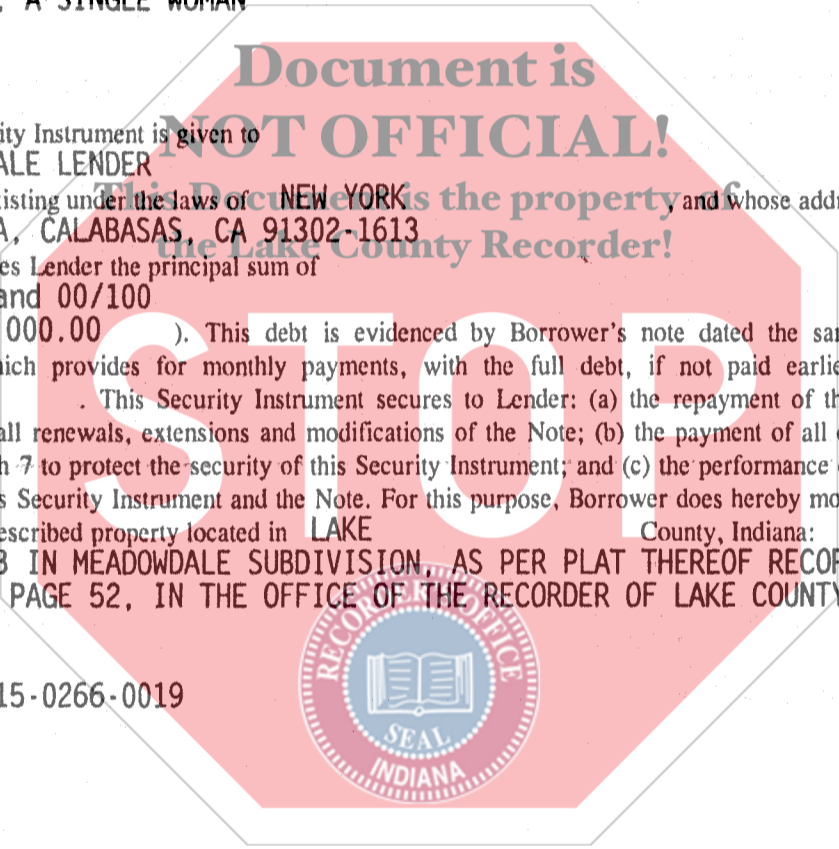 A SINGLE WOMAN
Document is
ity Instrument is given to
NOT OFFICIAL!
ALE LENDER
isting under the laws of NEW YORK , and whose addr
This Document is the property of
A, CALABASAS, CA 91302-1613
the Lake County Recorder!
es Lender the principal sum of
and 00/100
000.00 ). This debt is evidenced by Borrower's note dated the sa
ich provides for monthly payments, with the full debt, if not paid earlie
. This Security Instrument secures to Lender: (a) the repayment of th
all renewals, extensions and modifications of the Note; (b) the payment of all
h 7 to protect the security of this Security Instrument; and (c) the performance
s Security Instrument and the Note. For this purpose, Borrower does hereby mo
escribed property located in LAKE County, Indiana:
STOP
IN MEADOWDALE SUBDIVISION, AS PER PLAT THEREOF RECOR
PAGE 52, IN THE OFFICE OF THE RECORDER OF LAKE COUNTY
RECORDER'S OFFICE
15-0266-0019
SEAL
INDIANA